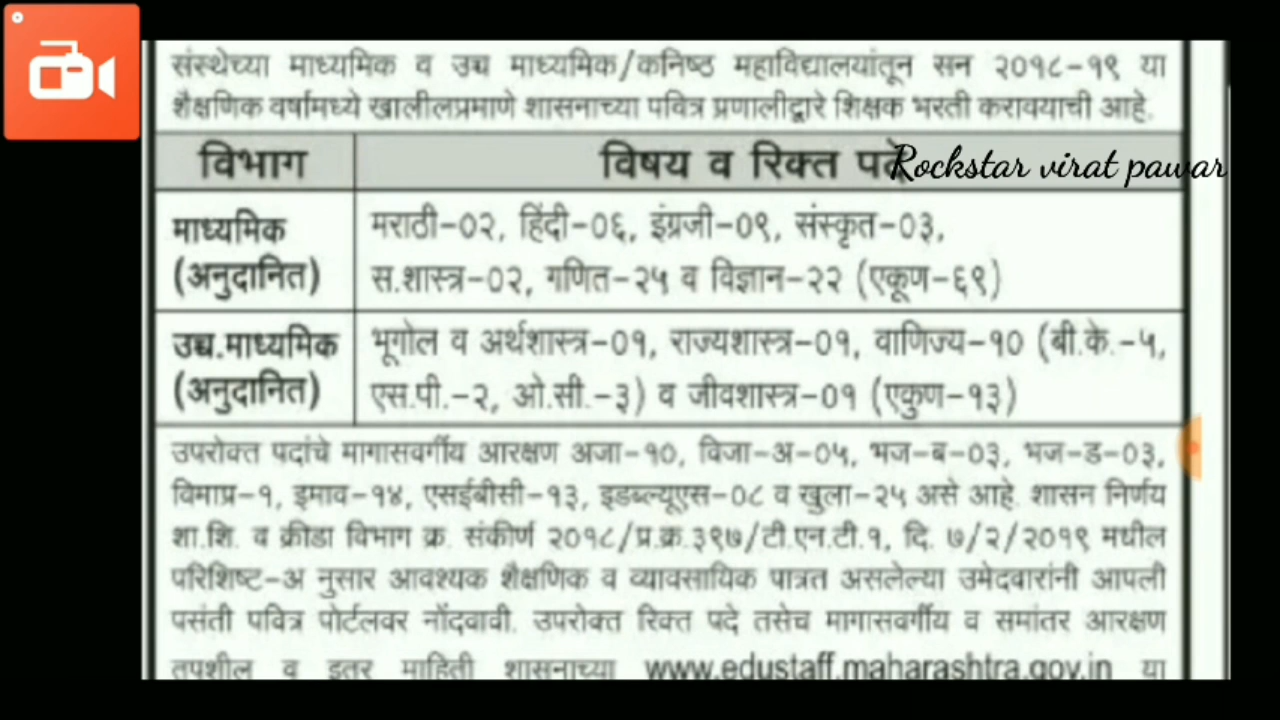 संस्थेच्या माध्यमिक व उच्च माध्यमिक/कनिष्ठ महाविद्यालयांतून सन २०१८-१९ या
शैक्षणिक वर्षामध्ये खालीलप्रमाणे शासनाच्या पवित्र प्रणालीद्वारे शिक्षक भरती करावयाची आहे.
विभाग विषय व रिक्त पदे
Rockstar virat pawar
माध्यमिक (अनुदानित) मराठी-०२, हिंदी-०६, इंग्रजी-०९, संस्कृत-०३,
स.शास्त्र-०२, गणित-२५ व विज्ञान-२२ (एकूण-६९)
उच्च.माध्यमिक (अनुदानित) भूगोल व अर्थशास्त्र-०१, राज्यशास्त्र-०१, वाणिज्य-१० (बी.के.-५,
एस.पी.-२, ओ.सी.-३) व जीवशास्त्र-०१ (एकुण-१३)
उपरोक्त पदांचे मागासवर्गीय आरक्षण अजा-१०, विजा-अ-०५, भज-ब-०३, भज-ड-०३,
विमाप्र-१, इमाव-१४, एसईबीसी-१३, इडब्ल्यूएस-०८ व खुला-२५ असे आहे. शासन निर्णय
शा.शि. व क्रीडा विभाग क्र. संकीर्ण २०१८/प्र.क्र.३९७/टी.एन.टी.१, दि. ७/२/२०१९ मधील
परिशिष्ट-अ नुसार आवश्यक शैक्षणिक व व्यावसायिक पात्रत असलेल्या उमेदवारांनी आपली
पसंती पवित्र पोर्टलवर नोंदवावी. उपरोक्त रिक्त पदे तसेच मागासवर्गीय व समांतर आरक्षण
तपशील व इतर माहिती शासनाच्या www.edustaff.maharashtra.gov.in या